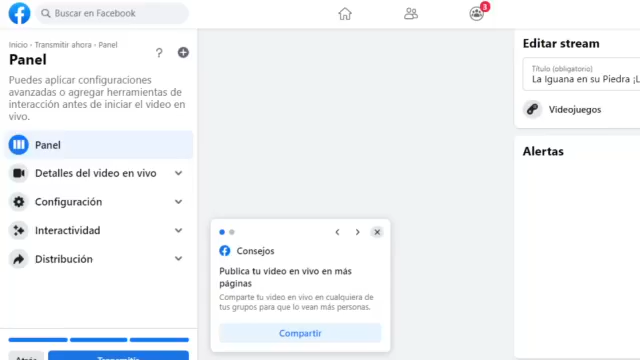 Buscar en Facebook
3
Inicio › Transmitir ahora › Panel
Panel
Puedes aplicar configuraciones
avanzadas o agregar herramientas de
interacción antes de iniciar el video en
vivo.
Panel
Detalles del video en vivo
Configuración
Interactividad
Distribución
Atrás
Transmitir
Consejos
Publica tu video en vivo en más
páginas
Comparte tu video en vivo en cualquiera de
tus grupos para que lo vean más personas.
Compartir
Editar stream
Título (obligatorio)
La Iguana en su Piedra ¡L
Videojuegos
Alertas